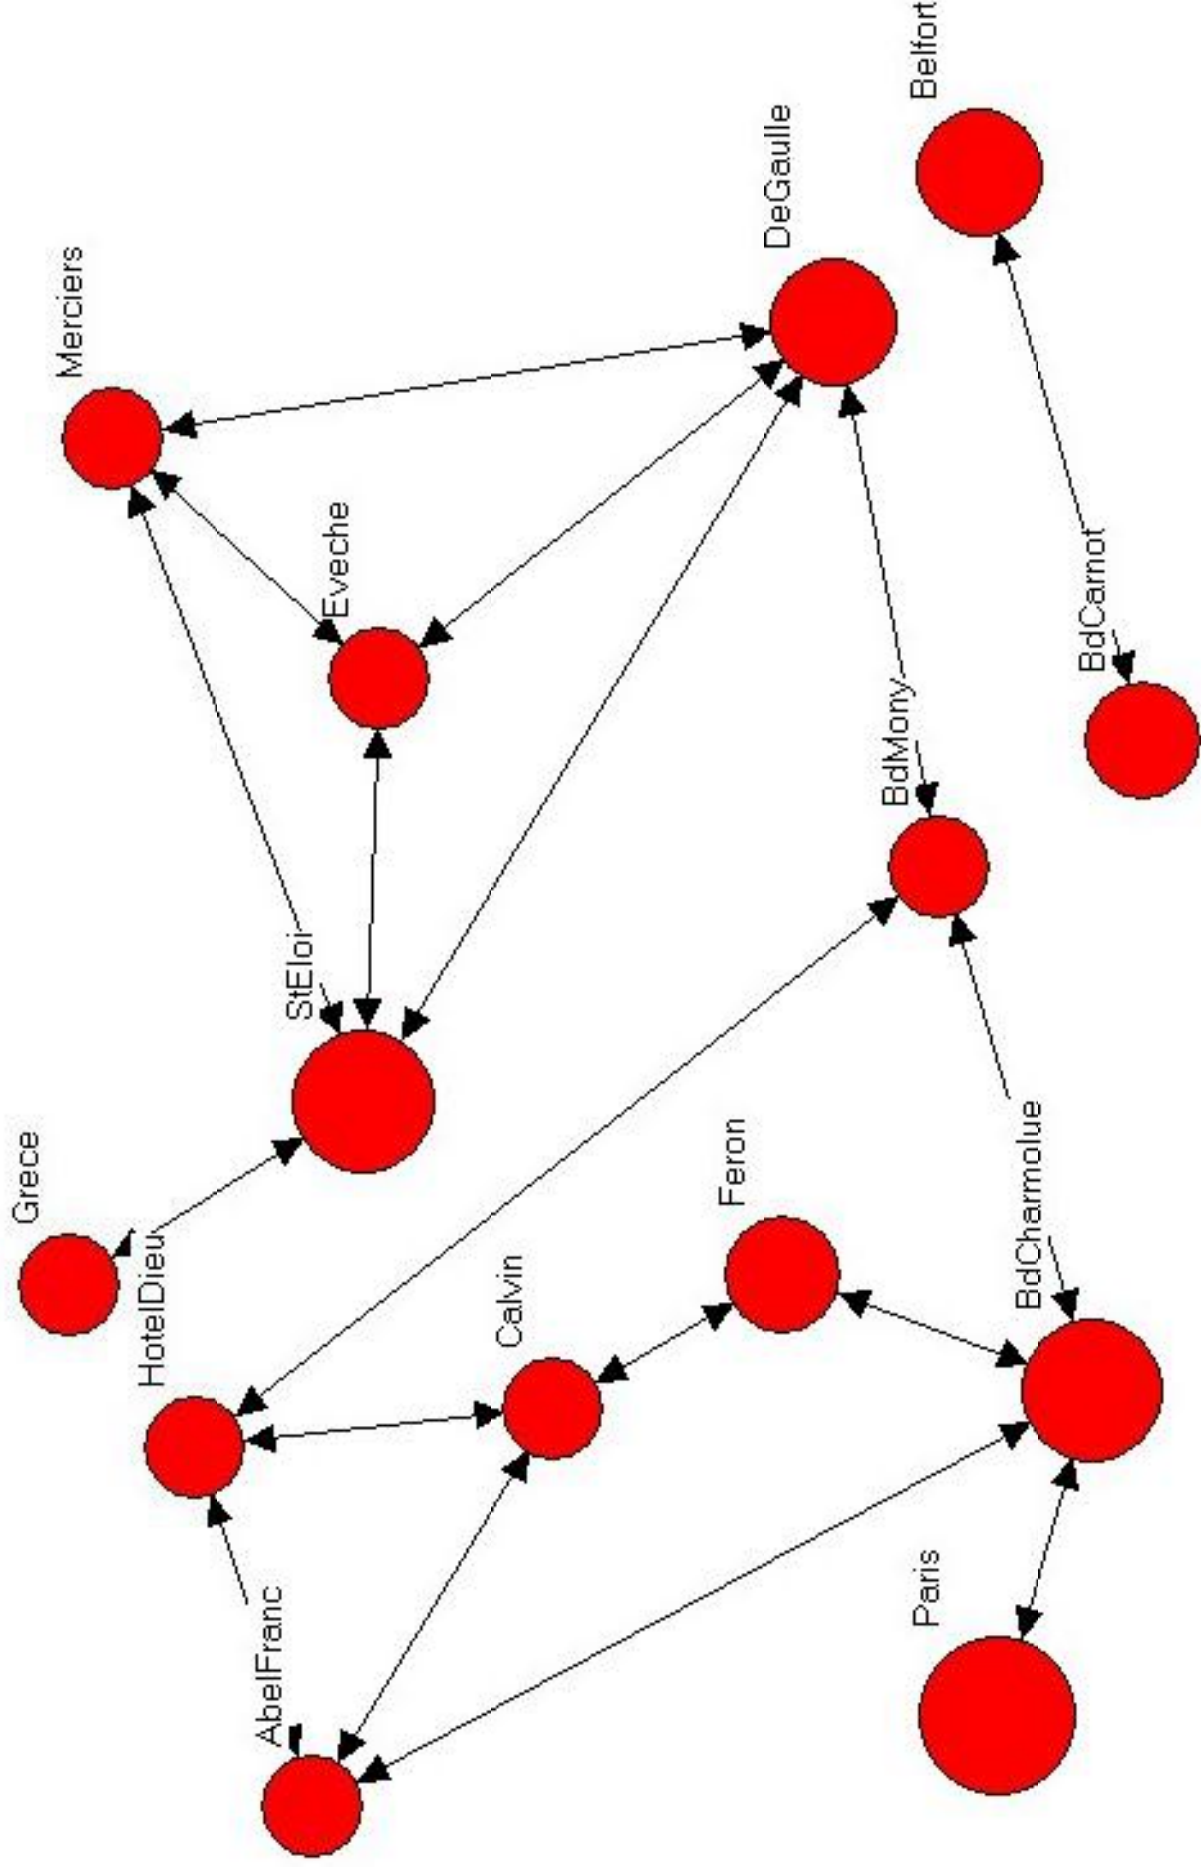 Grece
HotelDieu
AbelFranc
StEloi
Merciers
Eveche
Calvin
Feron
DeGaulle
BdMony
Paris
BdCharmolue
BdCarnot
Belfort